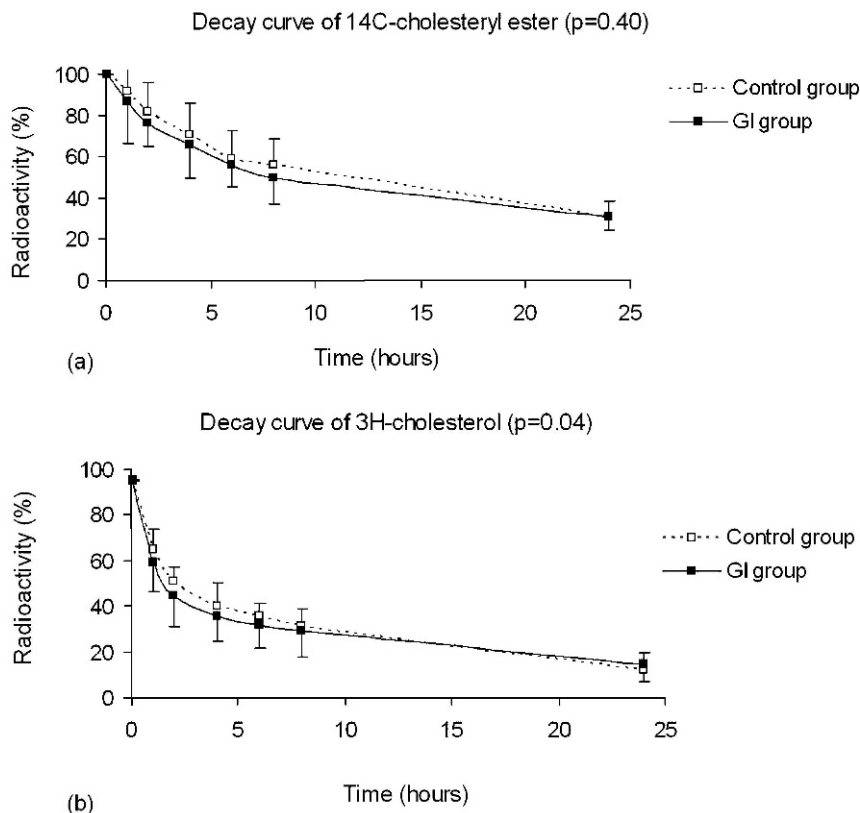 Decay curve of 14C-cholesteryl ester (p=0.40)
100
80
60
40
20
0
Radioactivity (%)
0 5 10 15 20 25
Time (hours)
Control group
GI group
(a)
Decay curve of 3H-cholesterol (p=0.04)
100
80
60
40
20
0
Radioactivity (%)
0 5 10 15 20 25
Time (hours)
Control group
GI group
(b)